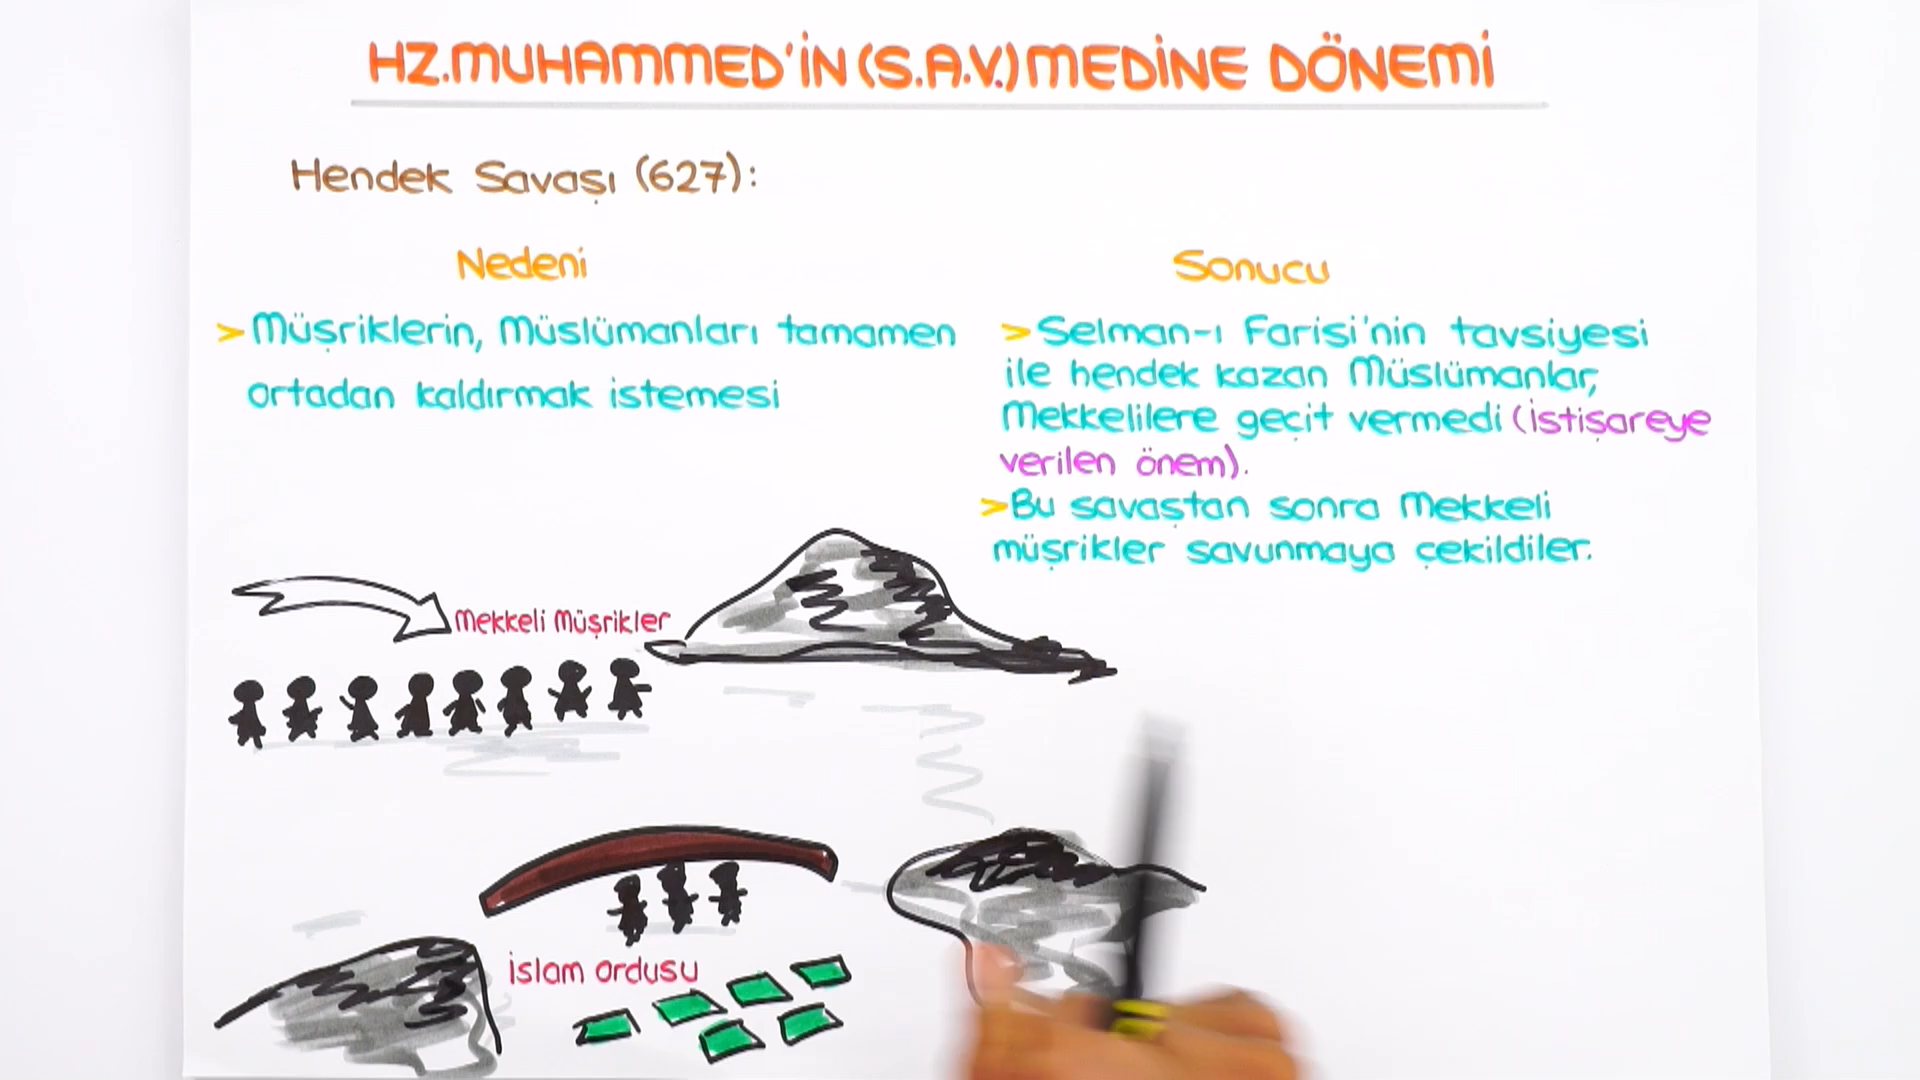 HZ.MUHAMMED'İN (S.A.V.) MEDİNE DÖNEMİ
Hendek Savaşı (627):
Nedeni
> Müşriklerin, Müslümanları tamamen
ortadan kaldırmak istemesi
Sonucu
> Selman-ı Farisi'nin tavsiyesi
ile hendek kazan Müslümanlar,
Mekkelilere geçit vermedi (İstişareye
verilen önem).
> Bu savaştan sonra Mekkeli
müşrikler savunmaya çekildiler.
Mekkeli Müşrikler
İslam Ordusu